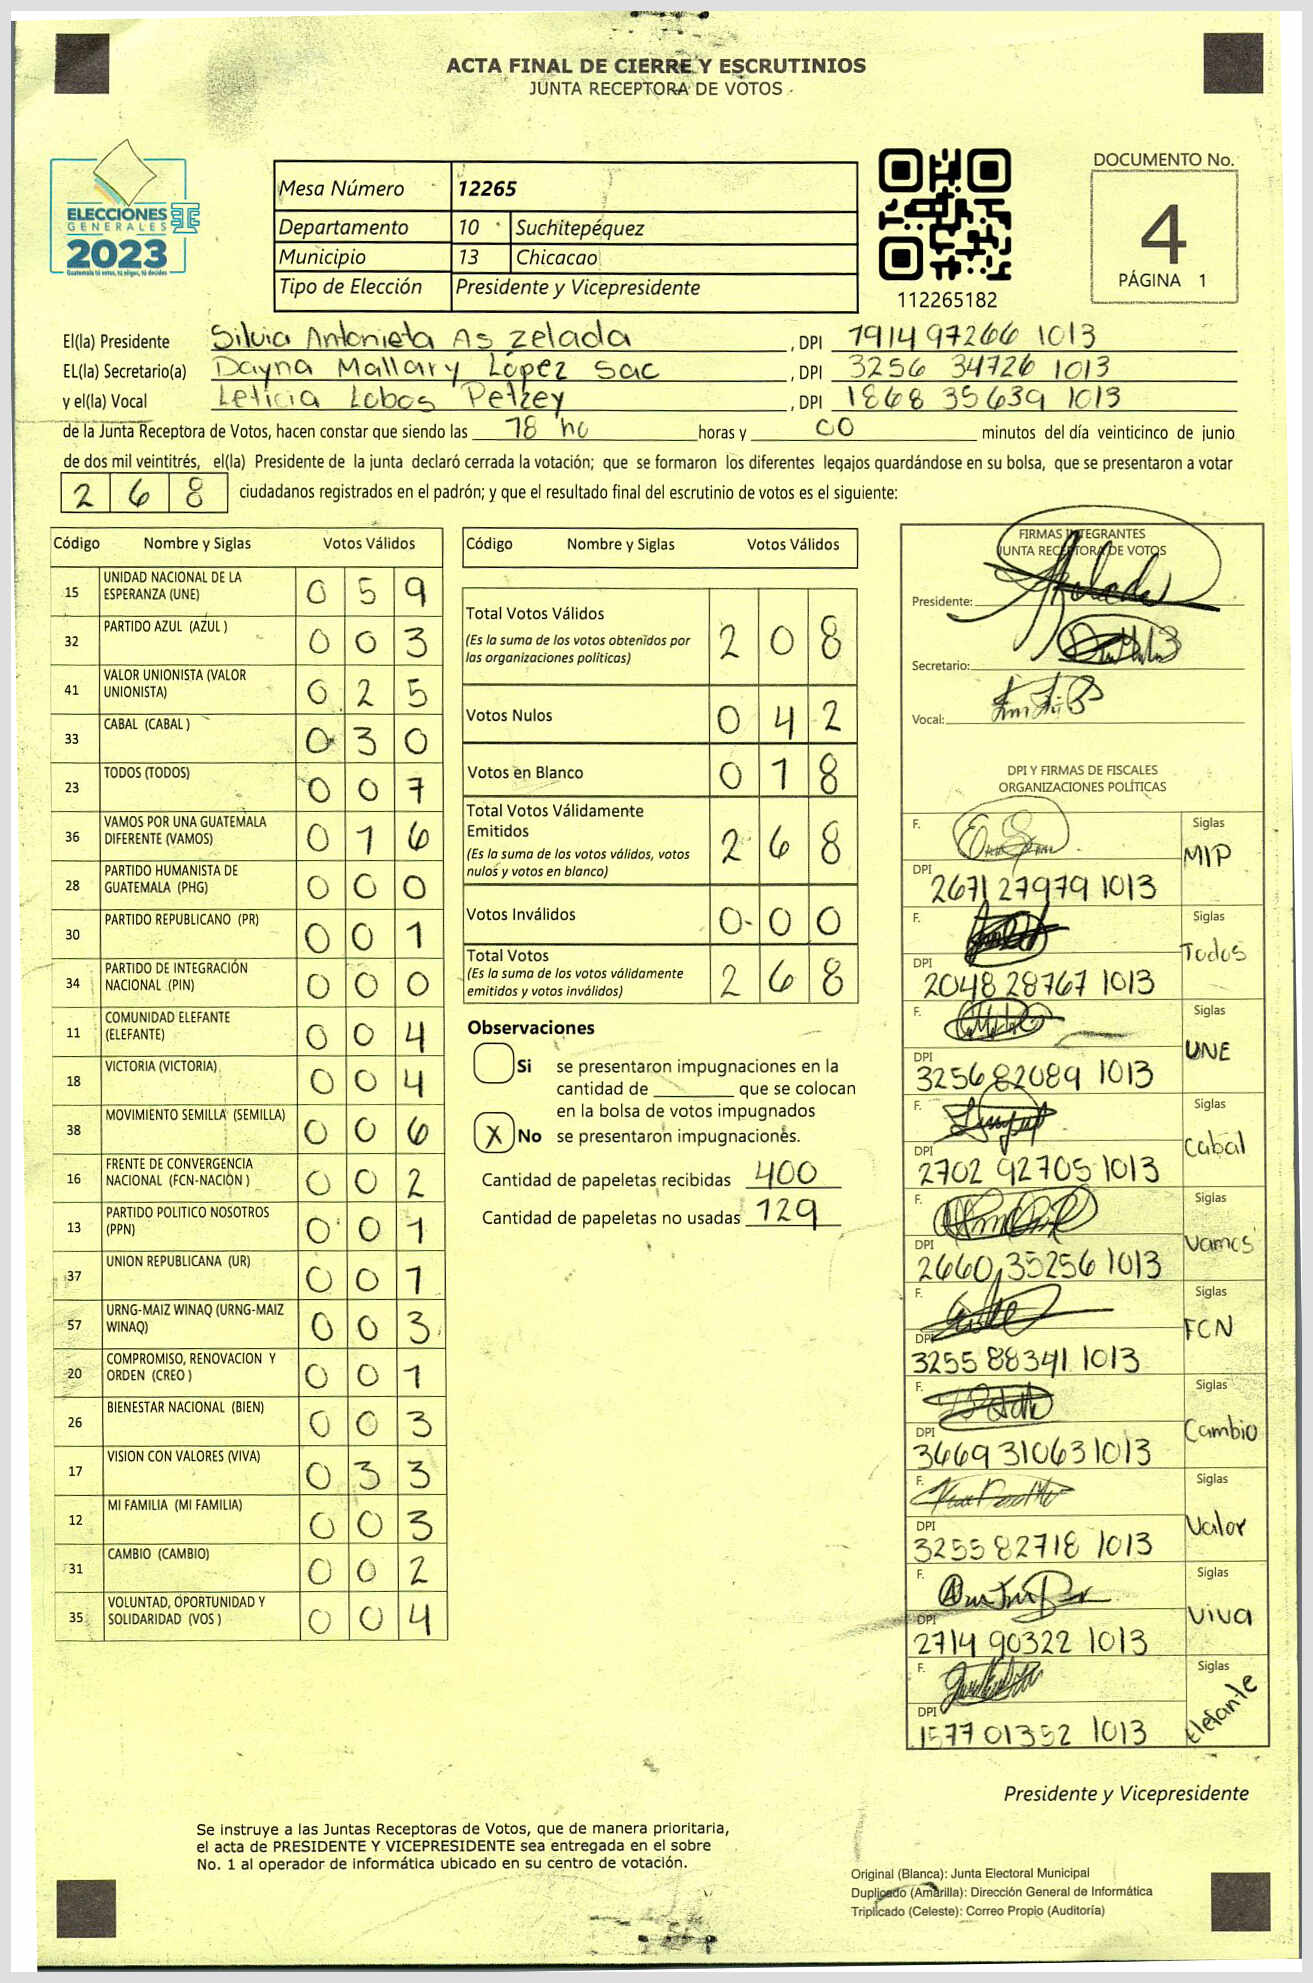 ACTA FINAL DE CIERRE Y ESCRUTINIOS
JUNTA RECEPTORA DE VOTOS
ELECCIONES
GENERALES
2023
Guatemala tú votas, tú eliges, tú decides
Mesa Número 12265
Departamento 10 Suchitepéquez
Municipio 13 Chicacao
Tipo de Elección Presidente y Vicepresidente
112265182
DOCUMENTO No.
4
PÁGINA 1
El(la) Presidente Silvia Antonieta As zelada , DPI 1914 97266 1013
EL(la) Secretario(a) Dayna Mallary López Sac , DPI 3256 34726 1013
y el(la) Vocal Leticia Lobos Petzey , DPI 1868 35639 1013
de la Junta Receptora de Votos, hacen constar que siendo las 18 horas y 00 minutos del día veinticinco de junio
de dos mil veintitrés, el(la) Presidente de la junta declaró cerrada la votación; que se formaron los diferentes legajos guardándose en su bolsa, que se presentaron a votar
2 6 8 ciudadanos registrados en el padrón; y que el resultado final del escrutinio de votos es el siguiente:
Código Nombre y Siglas Votos Válidos
15 UNIDAD NACIONAL DE LA ESPERANZA (UNE) 0 5 9
32 PARTIDO AZUL (AZUL ) 0 0 3
41 VALOR UNIONISTA (VALOR UNIONISTA) 0 2 5
33 CABAL (CABAL ) 0 3 0
23 TODOS (TODOS) 0 0 7
36 VAMOS POR UNA GUATEMALA DIFERENTE (VAMOS) 0 1 6
28 PARTIDO HUMANISTA DE GUATEMALA (PHG) 0 0 0
30 PARTIDO REPUBLICANO (PR) 0 0 1
34 PARTIDO DE INTEGRACIÓN NACIONAL (PIN) 0 0 0
11 COMUNIDAD ELEFANTE (ELEFANTE) 0 0 4
18 VICTORIA (VICTORIA) 0 0 4
38 MOVIMIENTO SEMILLA (SEMILLA) 0 0 6
16 FRENTE DE CONVERGENCIA NACIONAL (FCN-NACION ) 0 0 2
13 PARTIDO POLITICO NOSOTROS (PPN) 0 0 1
37 UNION REPUBLICANA (UR) 0 0 1
57 URNG-MAIZ WINAQ (URNG-MAIZ WINAQ) 0 0 3
20 COMPROMISO, RENOVACION Y ORDEN (CREO ) 0 0 1
26 BIENESTAR NACIONAL (BIEN) 0 0 3
17 VISION CON VALORES (VIVA) 0 3 3
12 MI FAMILIA (MI FAMILIA) 0 0 3
31 CAMBIO (CAMBIO) 0 0 2
35 VOLUNTAD, OPORTUNIDAD Y SOLIDARIDAD (VOS ) 0 0 4
Código Nombre y Siglas Votos Válidos
Total Votos Válidos 2 0 8
(Es la suma de los votos obtenidos por
las organizaciones políticas)
Votos Nulos 0 4 2
Votos en Blanco 0 1 8
Total Votos Válidamente
Emitidos 2 6 8
(Es la suma de los votos válidos, votos
nulos y votos en blanco)
Votos Inválidos 0 0 0
Total Votos 2 6 8
(Es la suma de los votos válidamente
emitidos y votos inválidos)
Observaciones
Si se presentaron impugnaciones en la
cantidad de ________ que se colocan
en la bolsa de votos impugnados
X No se presentaron impugnaciones.
Cantidad de papeletas recibidas 400
Cantidad de papeletas no usadas 129
FIRMAS INTEGRANTES
JUNTA RECEPTORA DE VOTOS
Presidente:
Secretario:
Vocal:
DPI Y FIRMAS DE FISCALES
ORGANIZACIONES POLÍTICAS
F. Siglas
MIP
DPI 2671 27979 1013
F. Siglas
Todos
DPI 2048 28767 1013
F. Siglas
UNE
DPI 3256 82089 1013
F. Siglas
Cabal
DPI 2702 92705 1013
F. Siglas
Vamos
DPI 2660 35256 1013
F. Siglas
FCN
DPI 3255 88341 1013
F. Siglas
Cambio
DPI 3669 31063 1013
F. Siglas
Valor
DPI 3255 82718 1013
F. Siglas
Viva
DPI 2714 90322 1013
F. Siglas
Elefante
DPI 1577 01352 1013
Presidente y Vicepresidente
Se instruye a las Juntas Receptoras de Votos, que de manera prioritaria,
el acta de PRESIDENTE Y VICEPRESIDENTE sea entregada en el sobre
No. 1 al operador de informática ubicado en su centro de votación.
Original (Blanca): Junta Electoral Municipal
Duplicado (Amarilla): Dirección General de Informática
Triplicado (Celeste): Correo Propio (Auditoría)